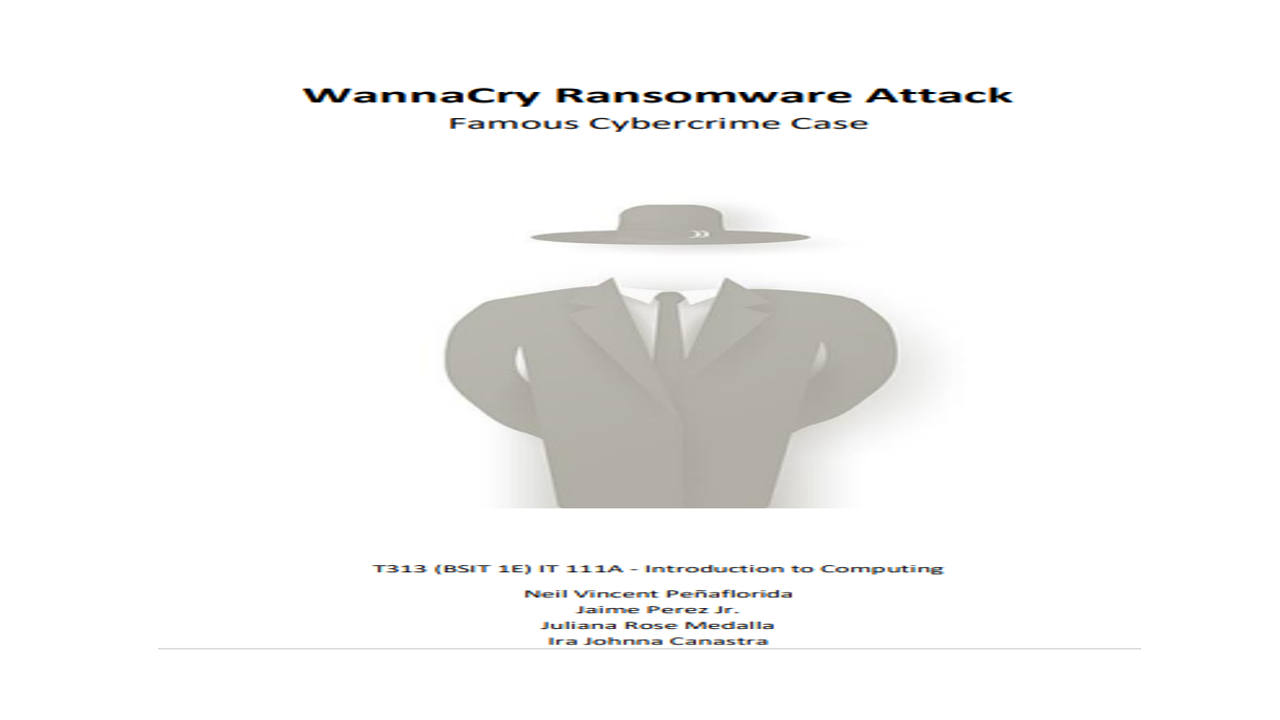 WannaCry Ransomware Attack
Famous Cybercrime Case
T313 (BSIT 1E) IT 111A - Introduction to Computing
Neil Vincent Peñaflorida
Jaime Perez Jr.
Juliana Rose Medalla
Ira Johnna Canastra